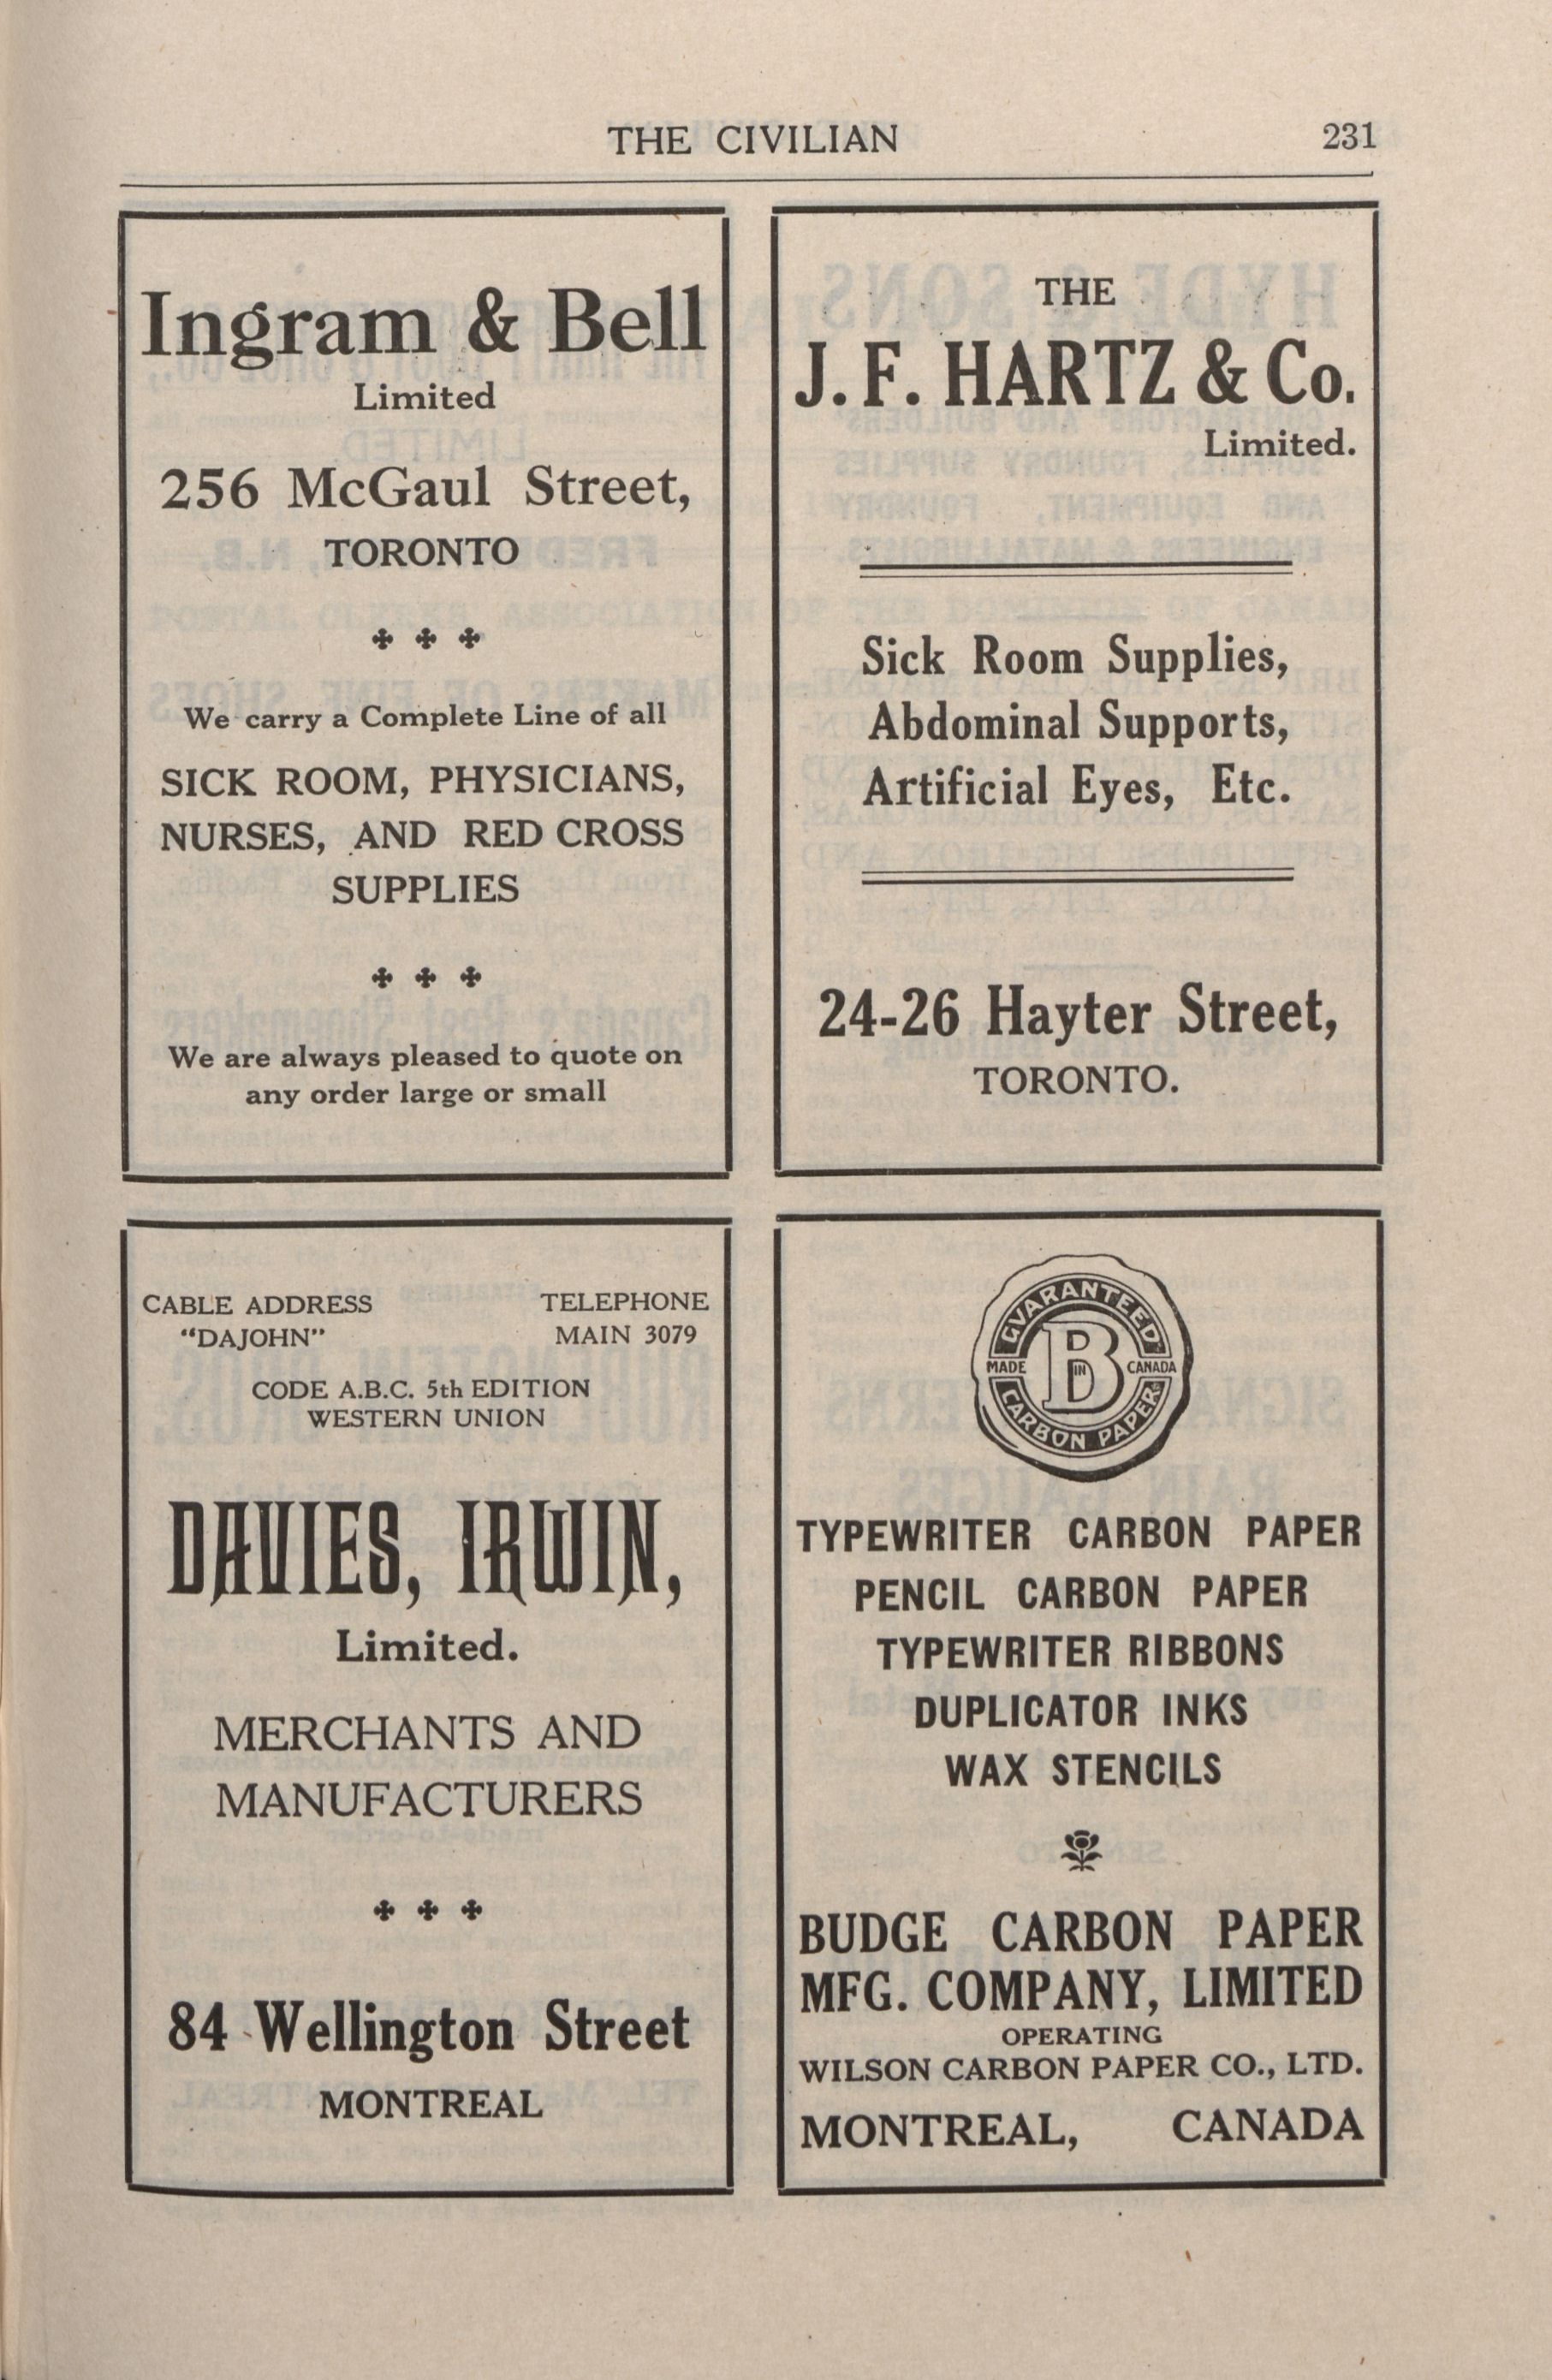 THE CIVILIAN
231
Ingram & Bell
Limited
256 McGaul Street,
TORONTO
We carry a Complete Line of all
SICK ROOM, PHYSICIANS,
NURSES, AND RED CROSS
SUPPLIES
We are always pleased to quote on
any order large or small
THE
J. F. HARTZ & Co.
Limited.
Sick Room Supplies,
Abdominal Supports,
Artificial Eyes, Etc.
24-26 Hayter Street,
TORONTO.
CABLE ADDRESS
"DAJOHN"
TELEPHONE
MAIN 3079
CODE A.B.C. 5th EDITION
WESTERN UNION
DAVIES, IRWIN,
Limited.
MERCHANTS AND
MANUFACTURERS
84 Wellington Street
MONTREAL
GVARANTEED
B
MADE IN CANADA
CARBON PAPER
TYPEWRITER CARBON PAPER
PENCIL CARBON PAPER
TYPEWRITER RIBBONS
DUPLICATOR INKS
WAX STENCILS
BUDGE CARBON PAPER
MFG. COMPANY, LIMITED
OPERATING
WILSON CARBON PAPER CO., LTD.
MONTREAL, CANADA